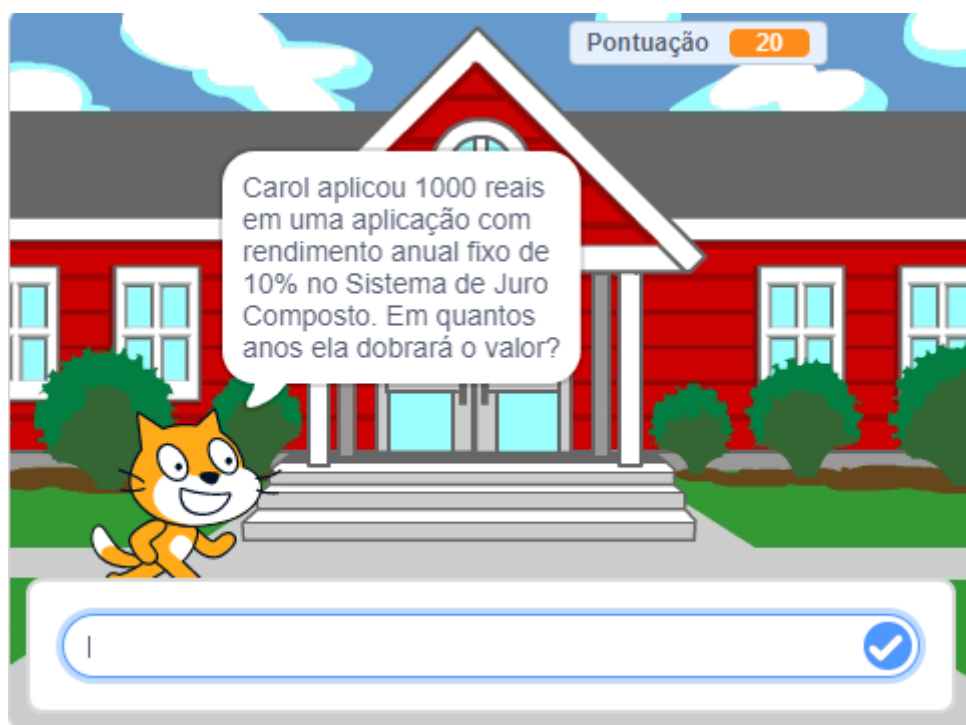 Pontuação 20
Carol aplicou 1000 reais
em uma aplicação com
rendimento anual fixo de
10% no Sistema de Juro
Composto. Em quantos
anos ela dobrará o valor?